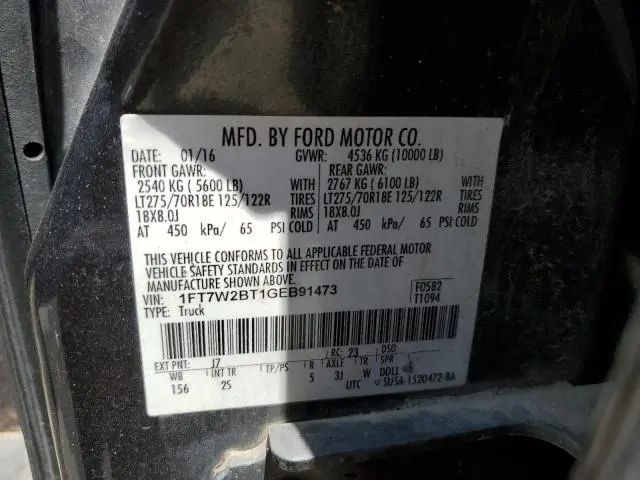 MFD. BY FORD MOTOR CO.
DATE: 01/16 GVWR: 4536 KG (10000 LB)
FRONT GAWR: REAR GAWR:
2540 KG ( 5600 LB) WITH 2767 KG ( 6100 LB) WITH
LT275/70R18E 125/122R TIRES LT275/70R18E 125/122R TIRES
18X8.0J RIMS 18X8.0J RIMS
AT 450 kPa/ 65 PSI COLD AT 450 kPa/ 65 PSI COLD
THIS VEHICLE CONFORMS TO ALL APPLICABLE FEDERAL MOTOR
VEHICLE SAFETY STANDARDS IN EFFECT ON THE DATE OF
MANUFACTURE SHOWN ABOVE.
VIN: 1FT7W2BT1GEB91473 F0582
TYPE: Truck T1094
EXT PNT: J7 RC: 23 DSO:
WB INT TR TP/PS R AXLE TR SPR
156 2S 5 3J W DDLL
UTC 5U5A-1520472-BA